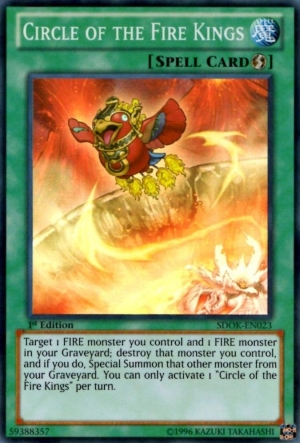 CIRCLE OF THE FIRE KINGS
[SPELL CARD]
1st Edition
SDOK-EN023
Target 1 FIRE monster you control and 1 FIRE monster
in your Graveyard; destroy that monster you control,
and if you do, Special Summon that other monster from
your Graveyard. You can only activate 1 "Circle of the
Fire Kings" per turn.
59388357
©1996 KAZUKI TAKAHASHI